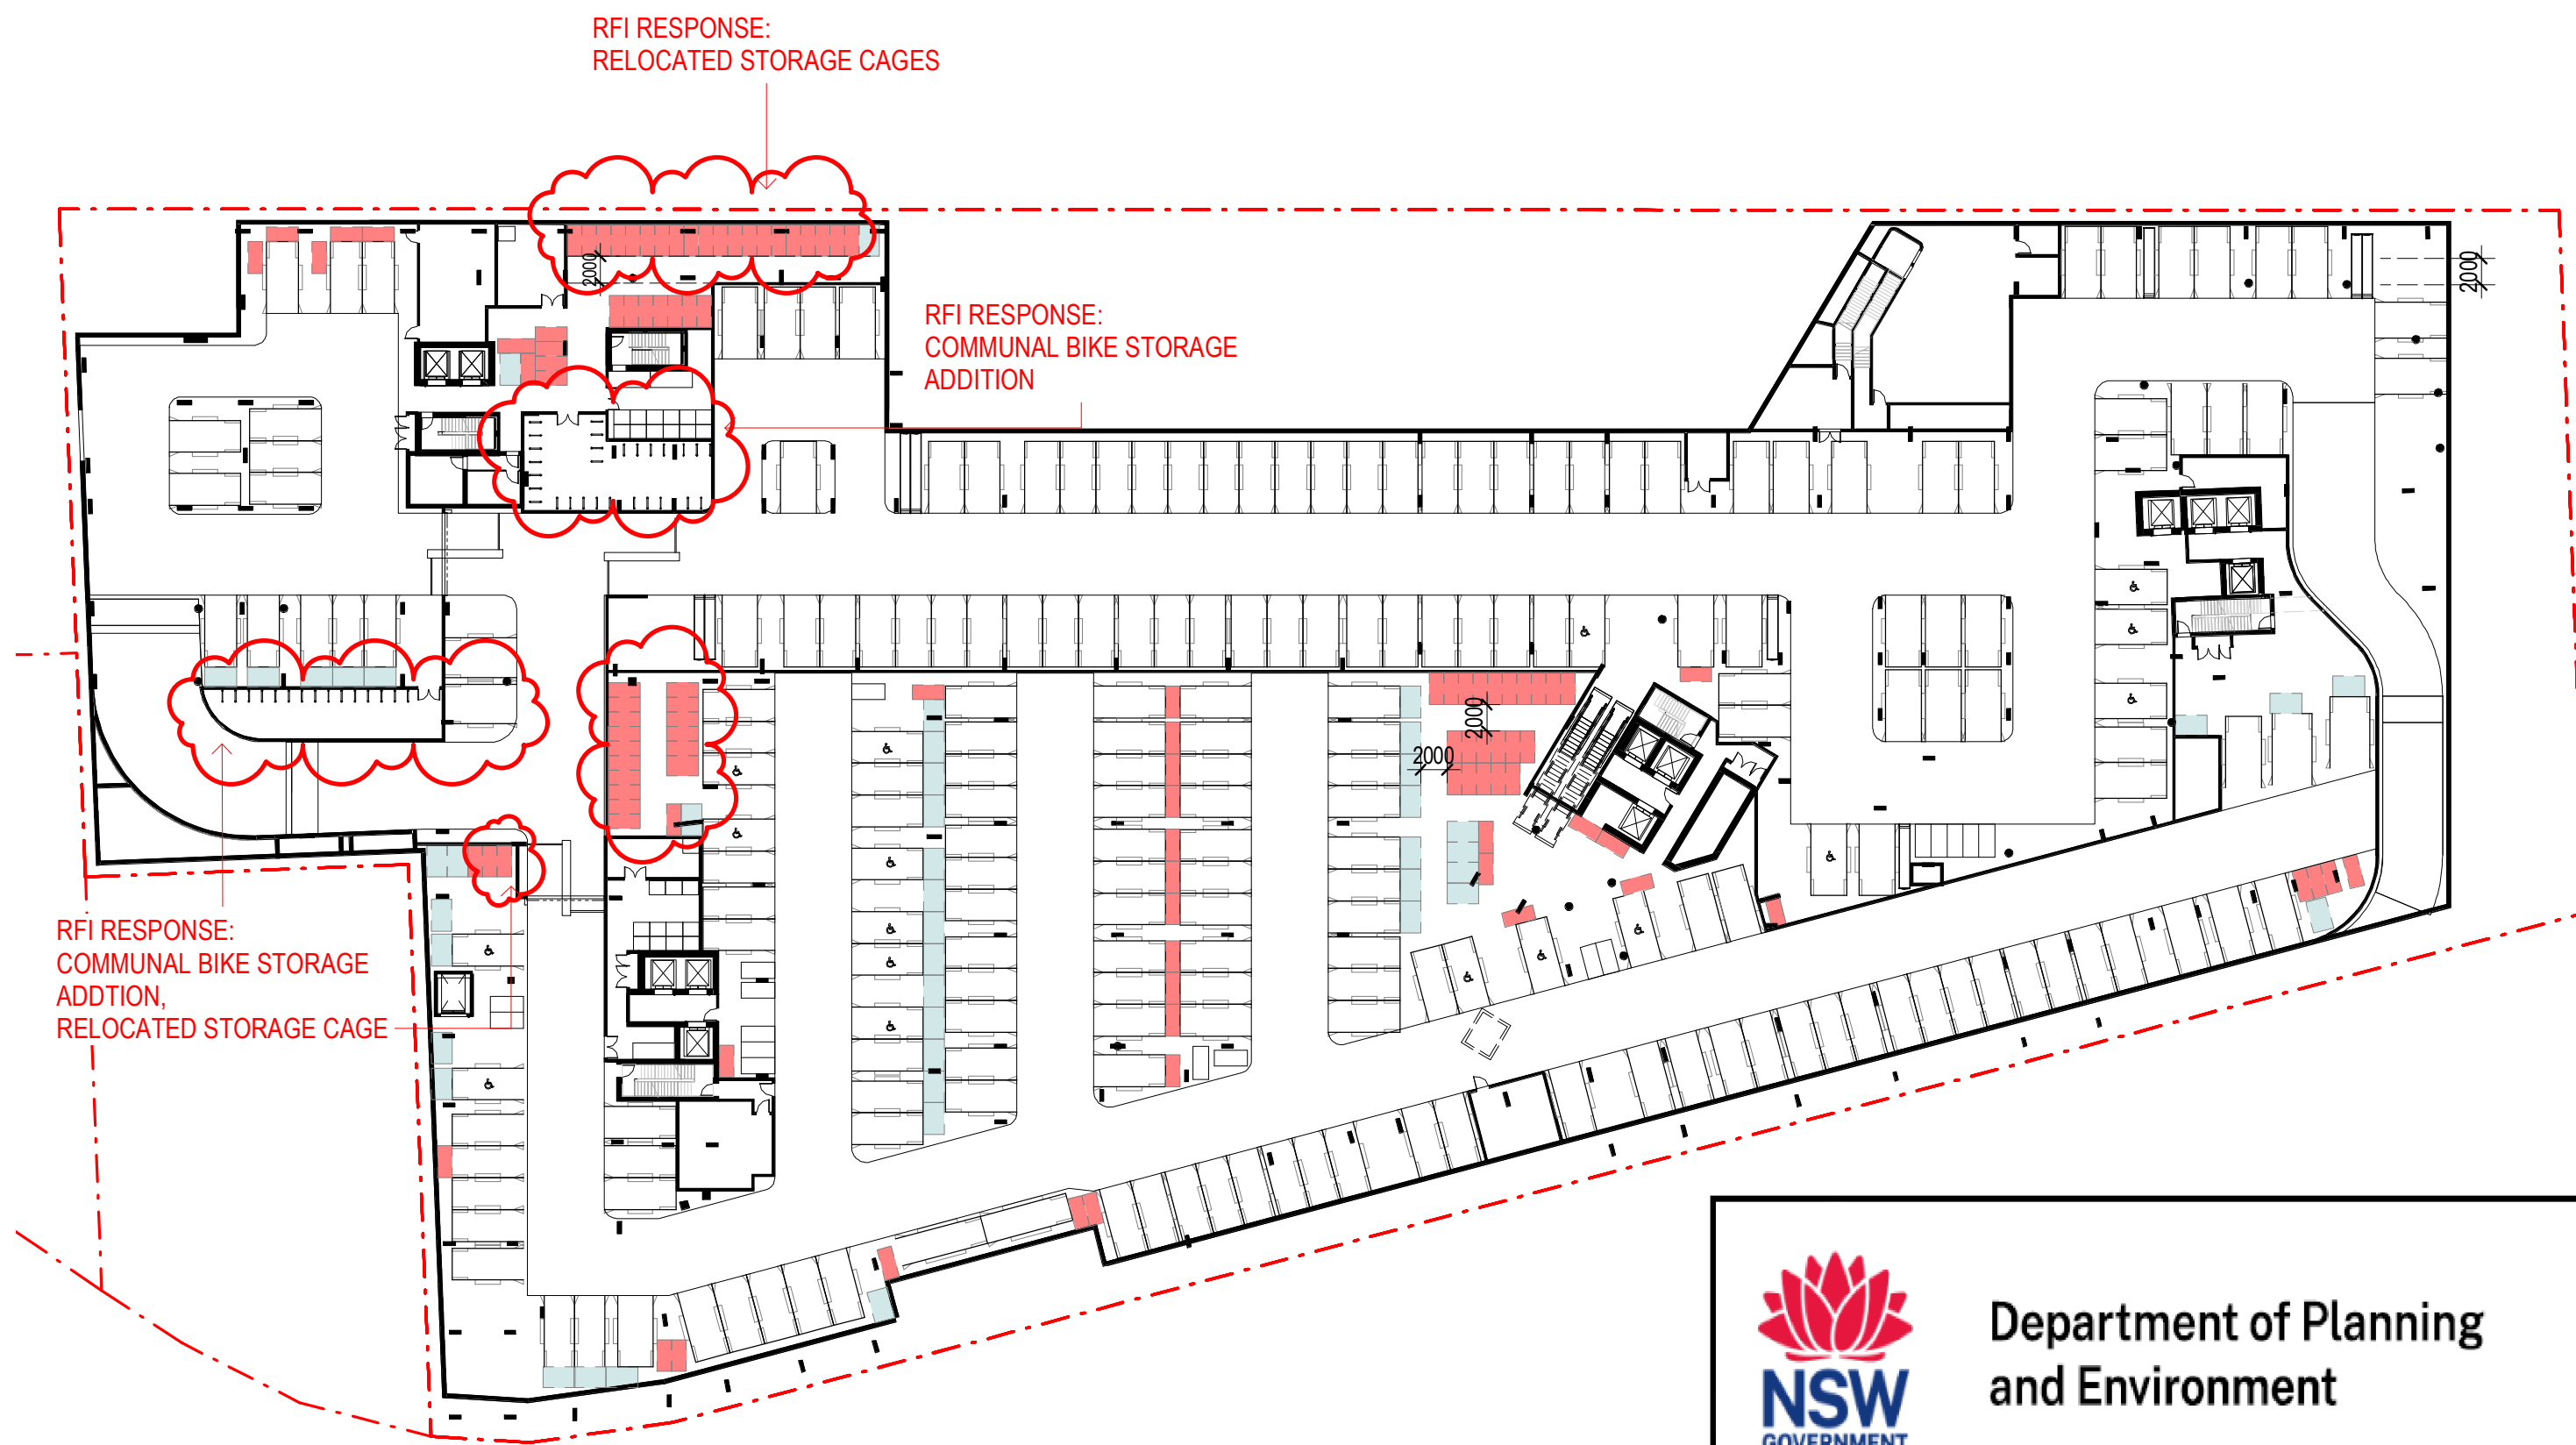 RFI RESPONSE:
RELOCATED STORAGE CAGES
2000
2000
RFI RESPONSE:
COMMUNAL BIKE STORAGE
ADDITION
2000
2000
RFI RESPONSE:
COMMUNAL BIKE STORAGE
ADDTION,
RELOCATED STORAGE CAGE
Department of Planning
and Environment
NSW
GOVERNMENT